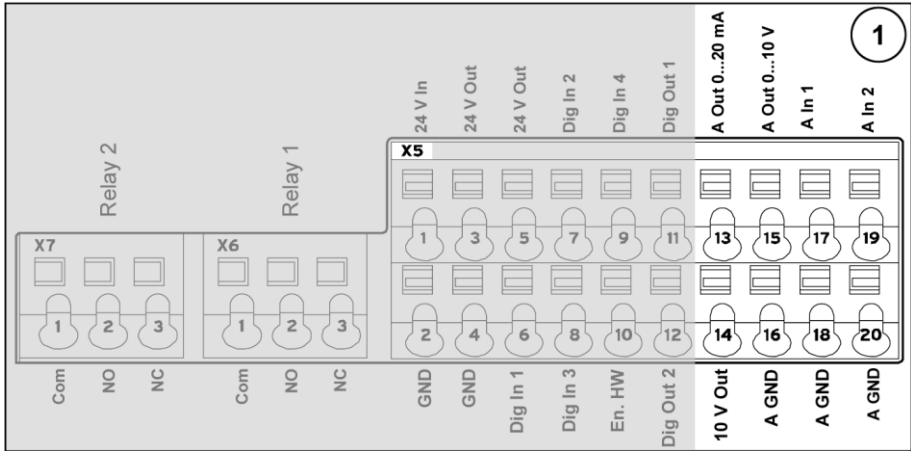 1
24 V In
24 V Out
24 V Out
Dig In 2
Dig In 4
Dig Out 1
A Out 0...20 mA
A Out 0...10 V
A In 1
A In 2
Relay 2
Relay 1
X5
1 3 5 7 9 11 13 15 17 19
X7
X6
1 2 3
1 2 3
2 4 6 8 10 12 14 16 18 20
Com
NO
NC
Com
NO
NC
GND
GND
Dig In 1
Dig In 3
En. HW
Dig Out 2
10 V Out
A GND
A GND
A GND